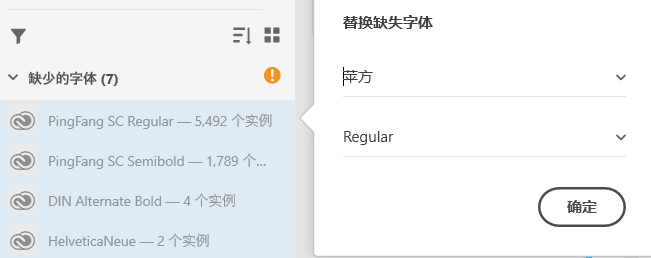 替换缺失字体
缺少的字体 (7)
苹方
PingFang SC Regular — 5,492 个实例
Regular
PingFang SC Semibold — 1,789 个...
DIN Alternate Bold — 4 个实例
确定
HelveticaNeue — 2 个实例